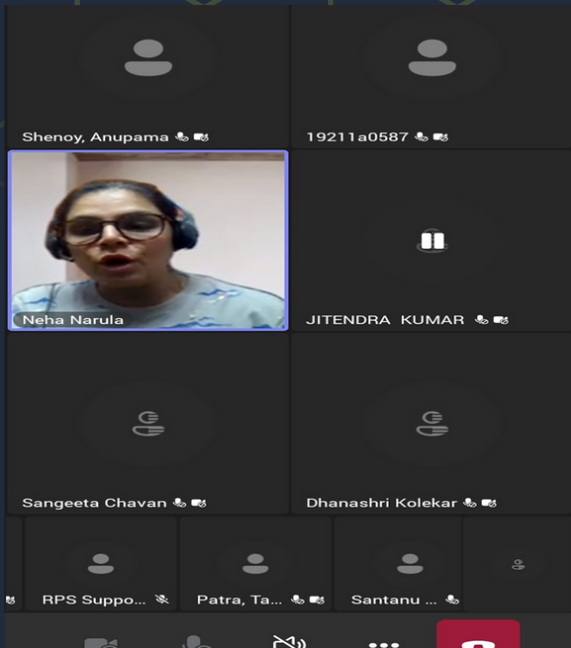 Shenoy, Anupama
19211a0587
Neha Narula
JITENDRA KUMAR
Sangeeta Chavan
Dhanashri Kolekar
RPS Suppo...
Patra, Ta...
Santanu ...